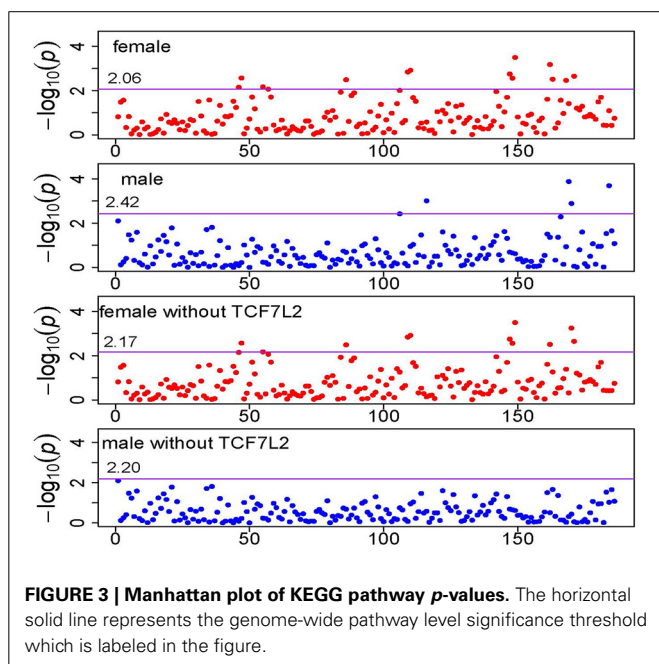 female
2.06
−log10(p)
4
2
0
0 50 100 150
male
2.42
−log10(p)
4
2
0
0 50 100 150
female without TCF7L2
2.17
−log10(p)
4
2
0
0 50 100 150
male without TCF7L2
2.20
−log10(p)
4
2
0
0 50 100 150
FIGURE 3 | Manhattan plot of KEGG pathway p-values. The horizontal
solid line represents the genome-wide pathway level significance threshold
which is labeled in the figure.